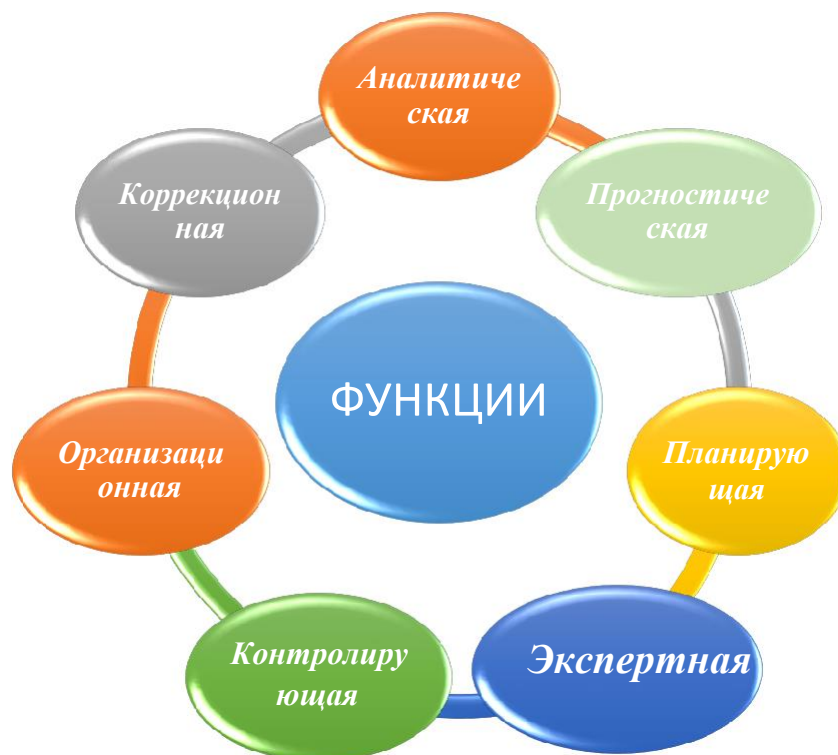 Аналитиче
ская
Прогностиче
ская
Планирую
щая
Экспертная
Контролиру
ющая
Организаци
онная
Коррекцион
ная
ФУНКЦИИ